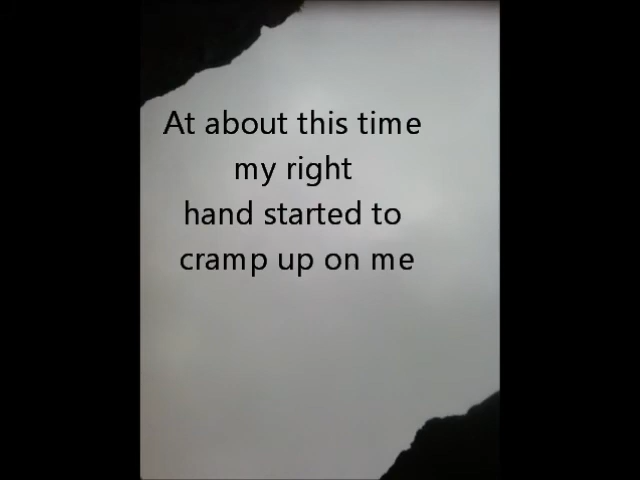 At about this time
my right
hand started to
cramp up on me